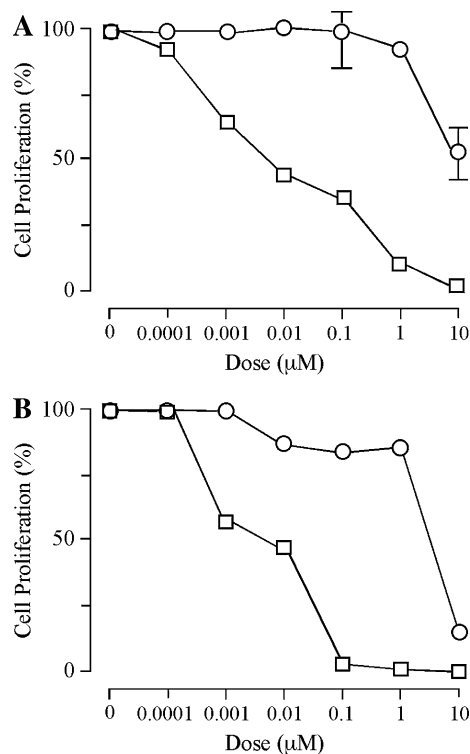 A
Cell Proliferation (%)
100
50
0
0 0.0001 0.001 0.01 0.1 1 10
Dose (μM)
B
Cell Proliferation (%)
100
50
0
0 0.0001 0.001 0.01 0.1 1 10
Dose (μM)